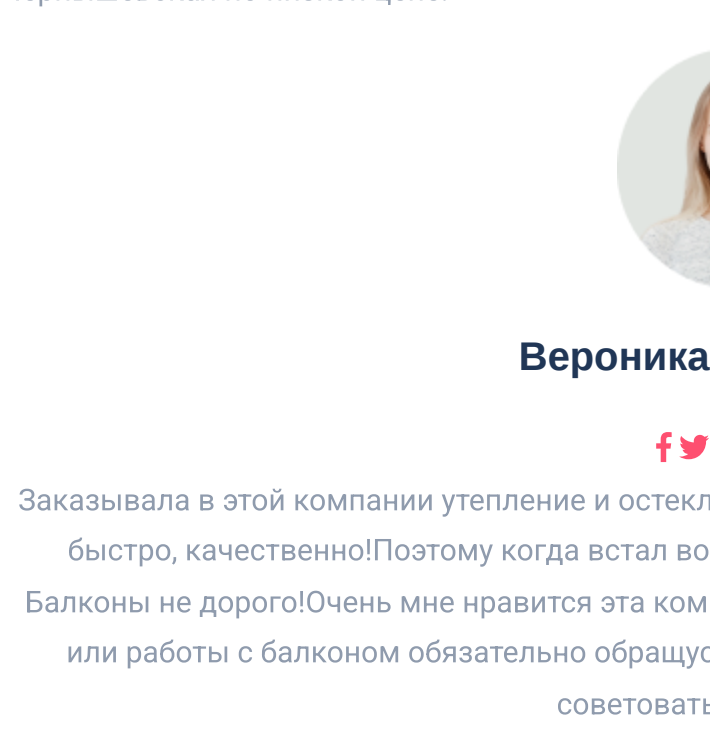 Вероника
Заказывала в этой компании утепление и остекл
быстро, качественно!Поэтому когда встал во
Балконы не дорого!Очень мне нравится эта ком
или работы с балконом обязательно обращус
советовать